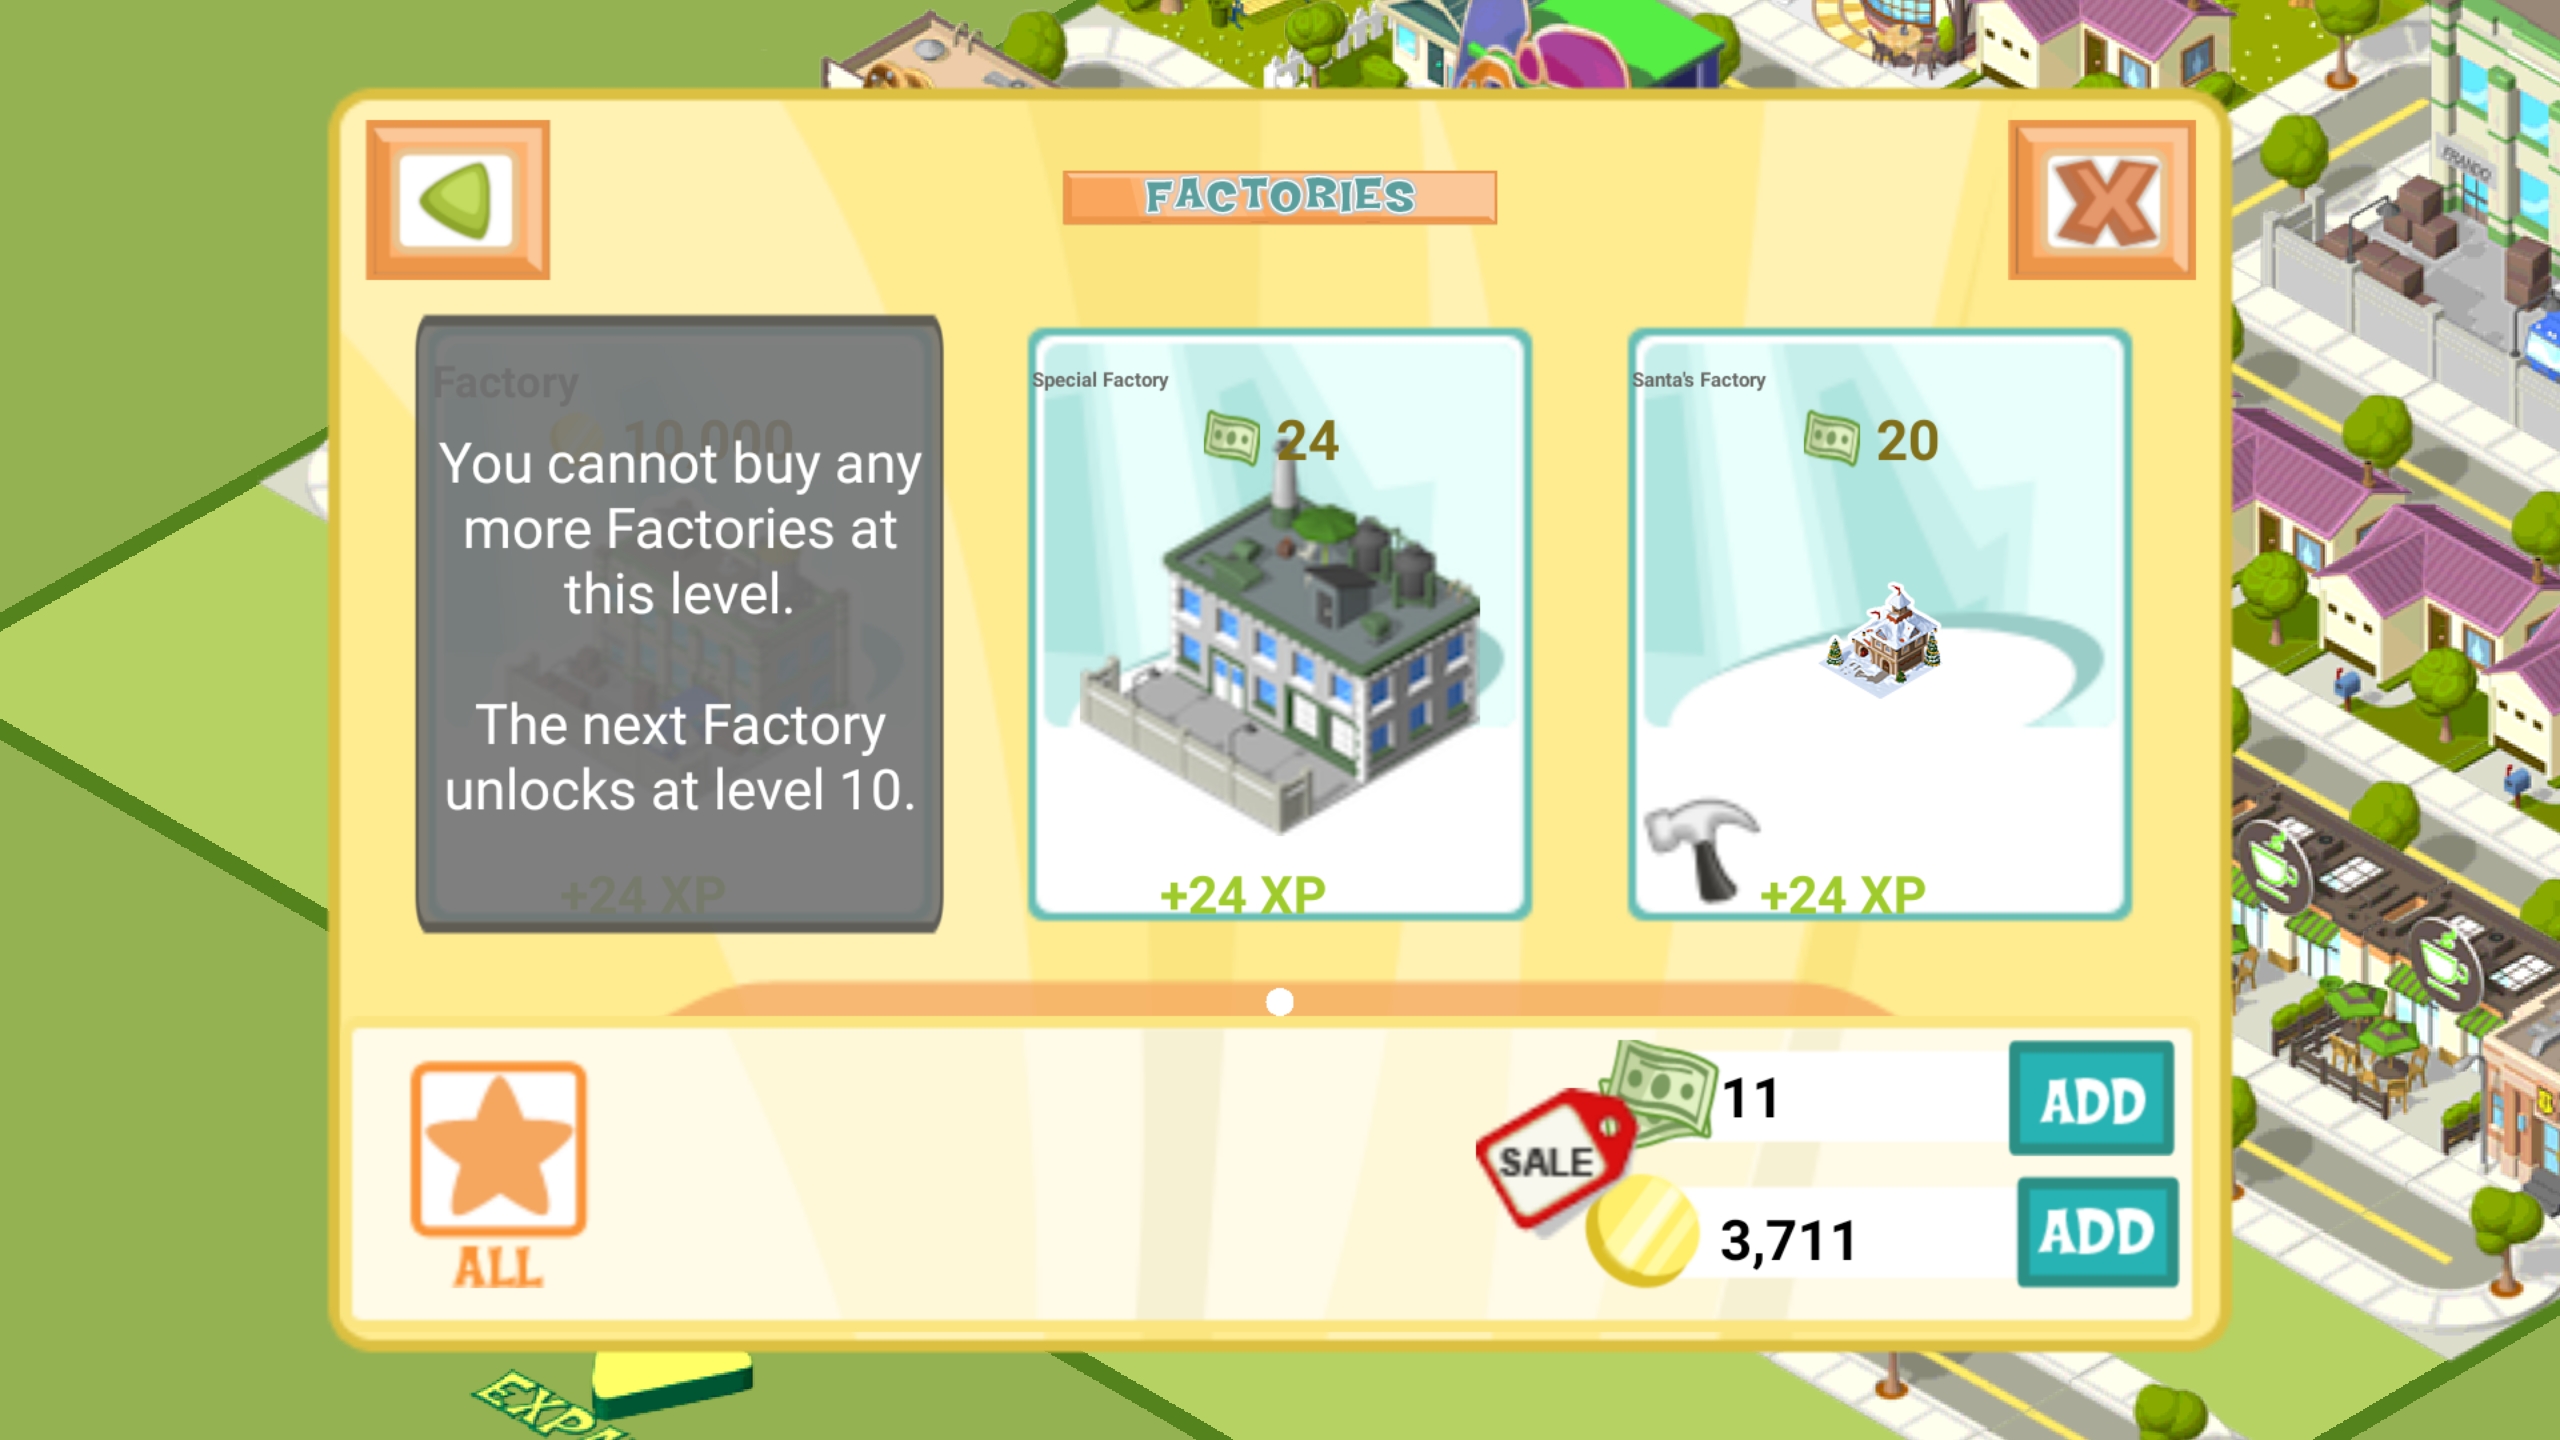 FACTORIES
Factory
10,000
You cannot buy any
more Factories at
this level.
The next Factory
unlocks at level 10.
+24 XP
Special Factory
24
+24 XP
Santa's Factory
20
+24 XP
ALL
SALE
11
ADD
3,711
ADD